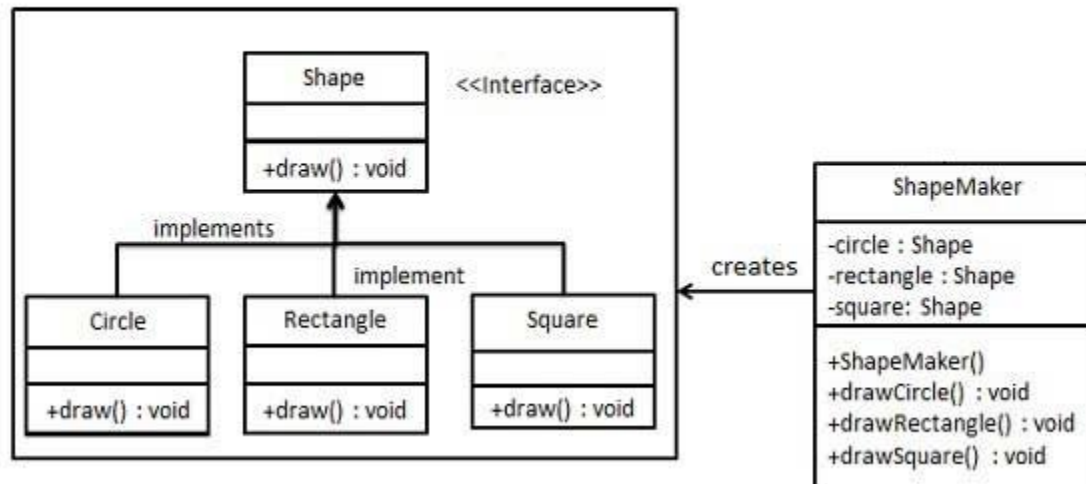 Shape
<<Interface>>
+draw() : void
implements
implement
Circle
+draw() : void
Rectangle
+draw() : void
Square
+draw() : void
creates
ShapeMaker
-circle : Shape
-rectangle : Shape
-square: Shape
+ShapeMaker()
+drawCircle() : void
+drawRectangle() : void
+drawSquare() : void